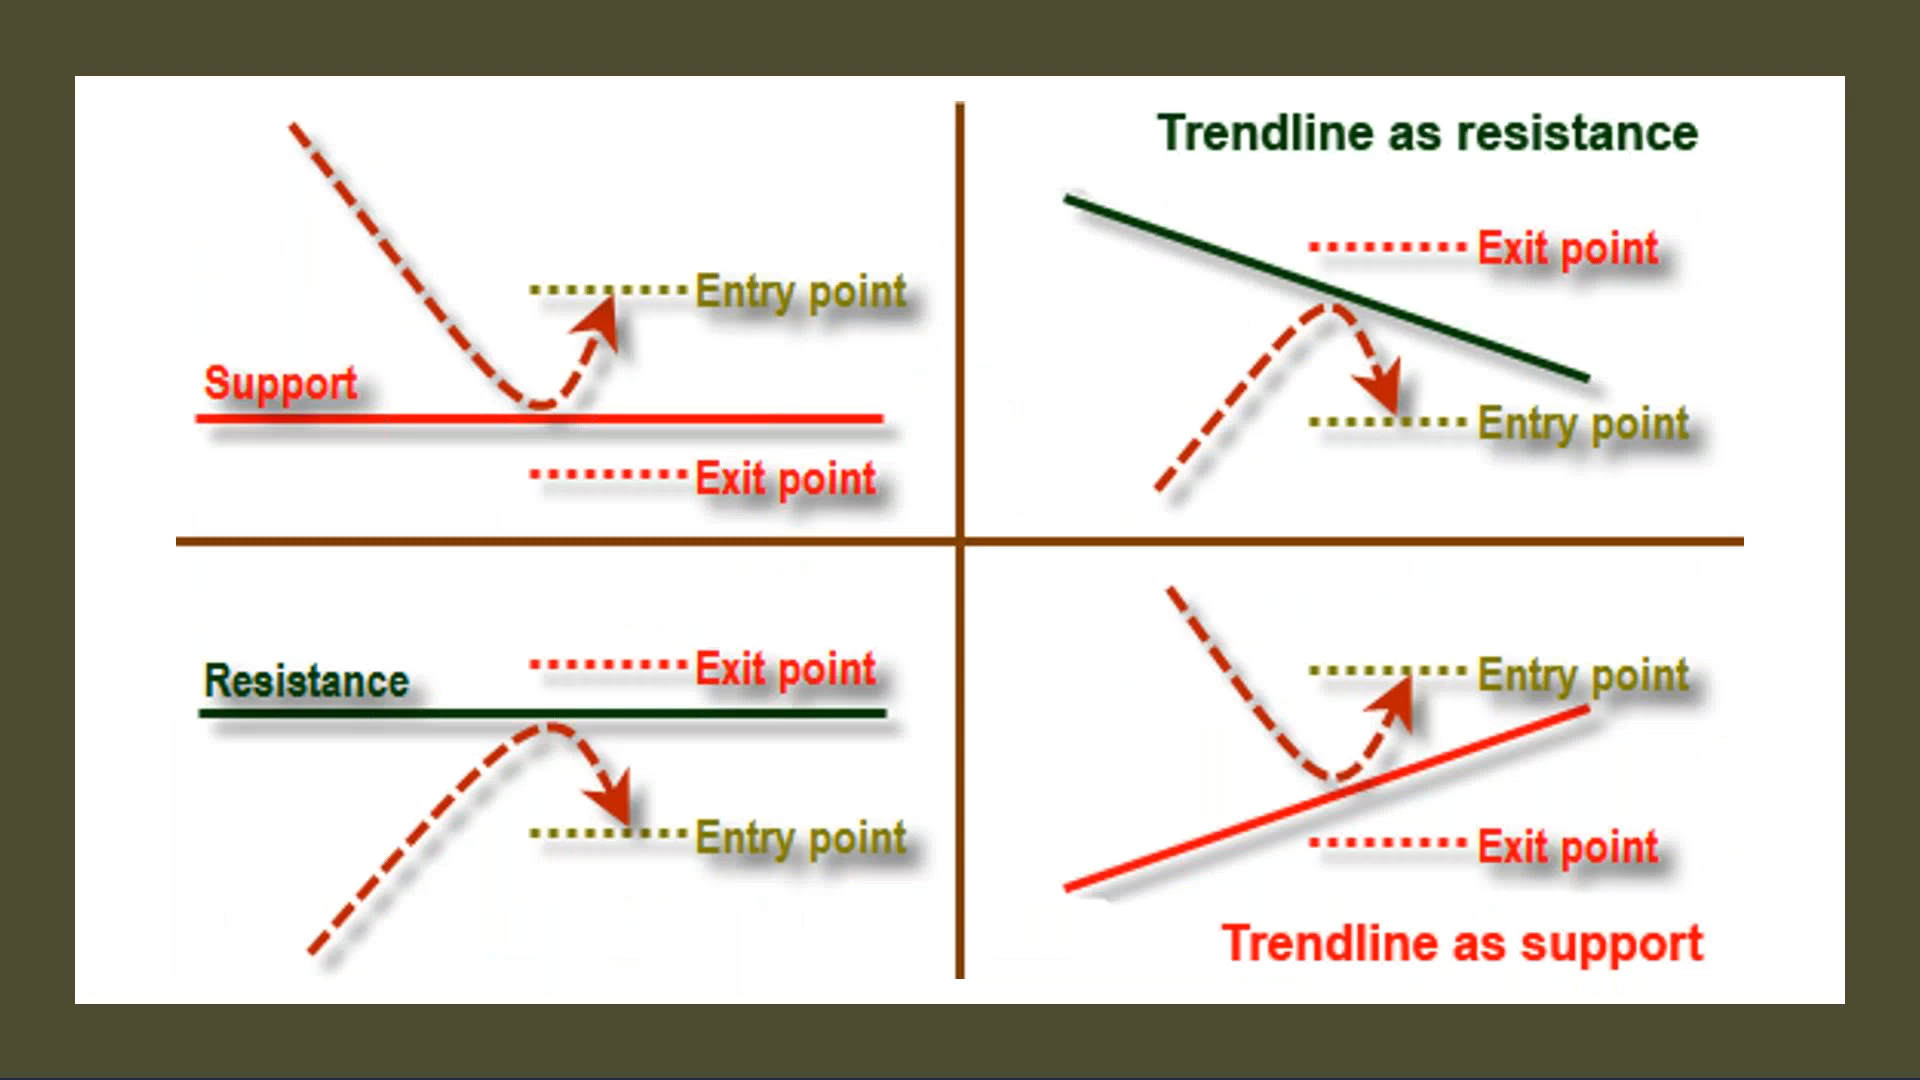 Entry point
Support
Exit point
Trendline as resistance
Exit point
Entry point
Resistance
Exit point
Entry point
Entry point
Exit point
Trendline as support